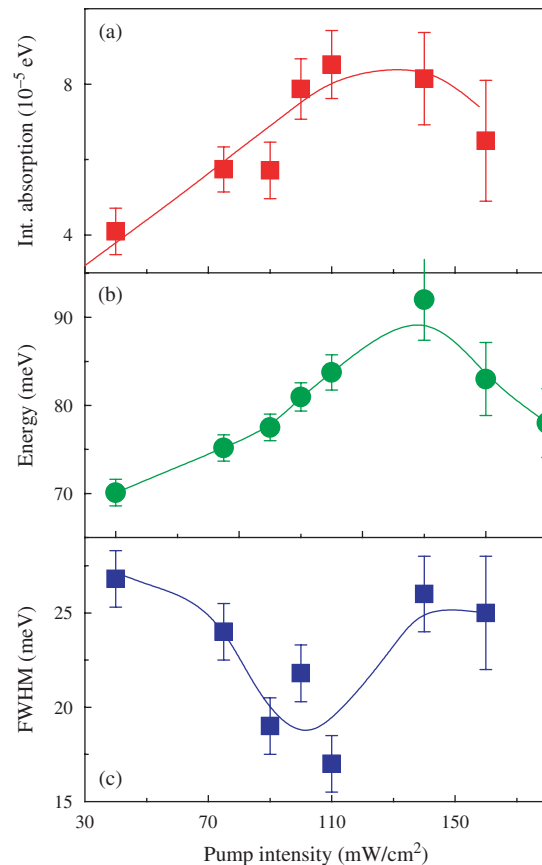 (a)
8
4
Int. absorption (10⁻⁵ eV)
(b)
90
80
70
Energy (meV)
25
20
15
FWHM (meV)
(c)
30 70 110 150
Pump intensity (mW/cm²)